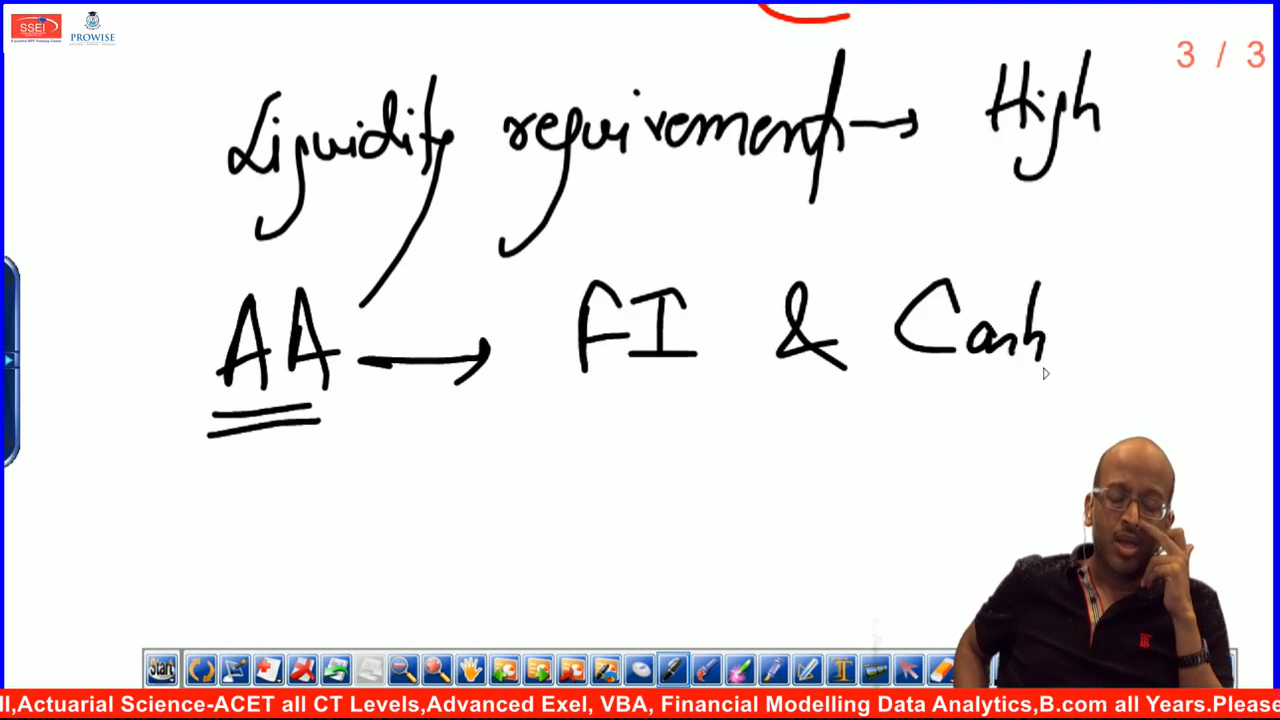 SSEI
PROWISE
3 / 3
Liquidity requirement → High
AA → FI & Cash
Start
ll,Actuarial Science-ACET all CT Levels,Advanced Exel, VBA, Financial Modelling Data Analytics,B.com all Years.Please